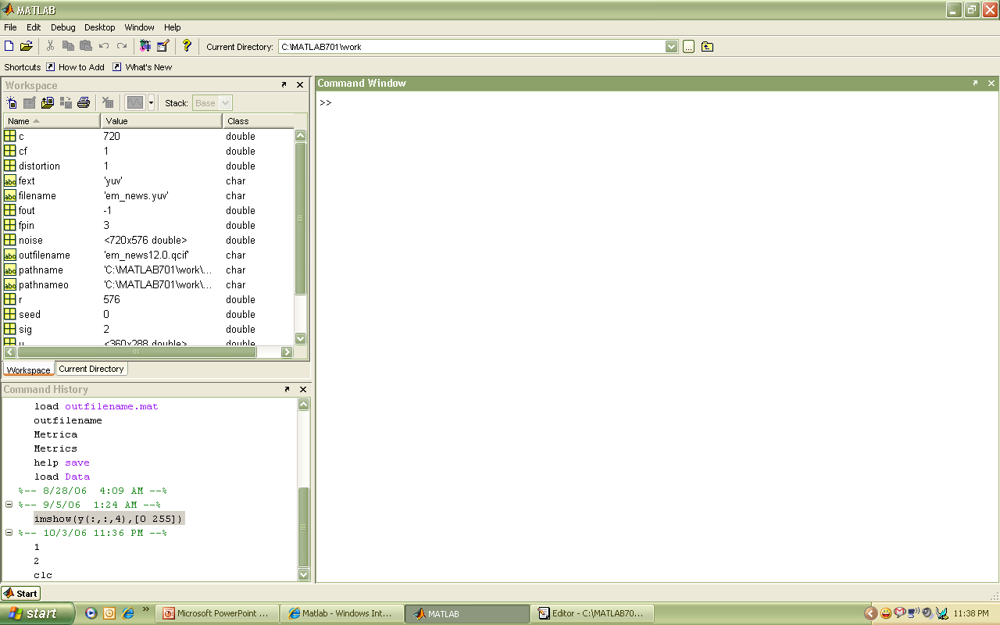 MATLAB
File Edit Debug Desktop Window Help
Current Directory: C:\MATLAB701\work ...
Shortcuts How to Add What's New
Workspace
Stack: Base
Name Value Class
c 720 double
cf 1 double
distortion 1 double
fext 'yuv' char
filename 'em_news.yuv' char
fout -1 double
fpin 3 double
noise <720x576 double> double
outfilename 'em_news12.0.qcif' char
pathname 'C:\MATLAB701\work\... char
pathnameo 'C:\MATLAB701\work\... char
r 576 double
seed 0 double
sig 2 double
u <360x288 double> double
Workspace Current Directory
Command History
load outfilename.mat
outfilename
Metrica
Metrics
help save
load Data
%-- 8/28/06 4:09 AM --%
%-- 9/5/06 1:24 AM --%
imshow(y(:,:,4),[0 255])
%-- 10/3/06 11:36 PM --%
1
2
clc
Command Window
>>
Start
start
Microsoft PowerPoint ...
Matlab - Windows Int...
MATLAB
Editor - C:\MATLAB70...
11:38 PM